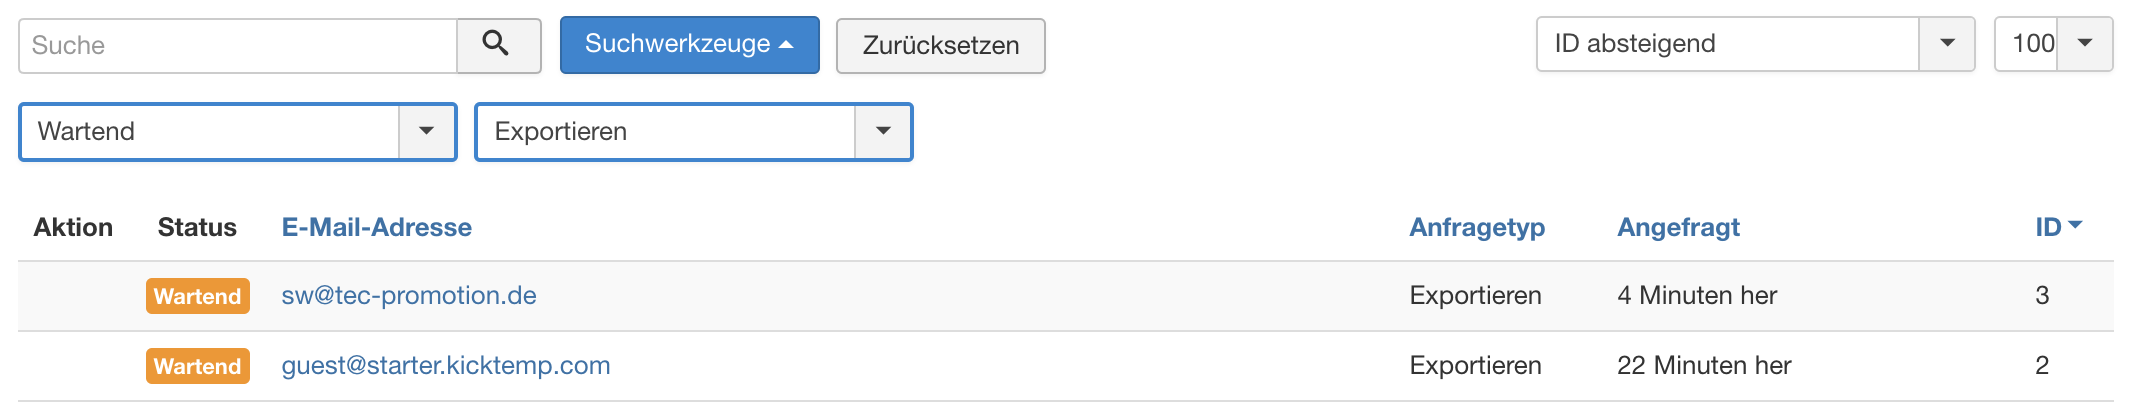 Suche Suchwerkzeuge Zurücksetzen ID absteigend 100
Wartend Exportieren
Aktion Status E-Mail-Adresse Anfragetyp Angefragt ID
Wartend sw@tec-promotion.de Exportieren 4 Minuten her 3
Wartend guest@starter.kicktemp.com Exportieren 22 Minuten her 2